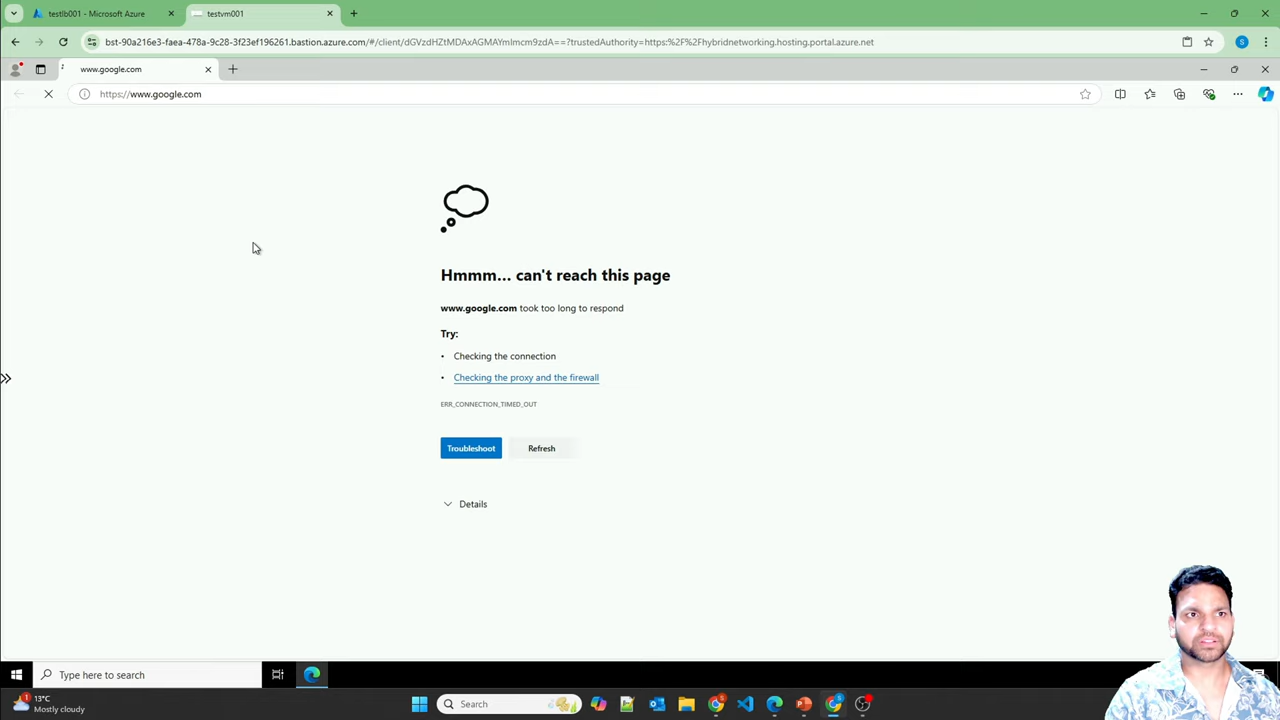 testlb001 - Microsoft Azure
testvm001
bst-90a216e3-faea-478a-9c28-3f23ef196261.bastion.azure.com/#/client/dGVzdHZtMDAxAGMAYmlmcm9zdA==?trustedAuthority=https:%2F%2Fhybridnetworking.hosting.portal.azure.net
S
www.google.com
https://www.google.com
Hmmm... can't reach this page
www.google.com took too long to respond
Try:
• Checking the connection
• Checking the proxy and the firewall
ERR_CONNECTION_TIMED_OUT
Troubleshoot
Refresh
Details
Type here to search
1
13°C
Mostly cloudy
Search